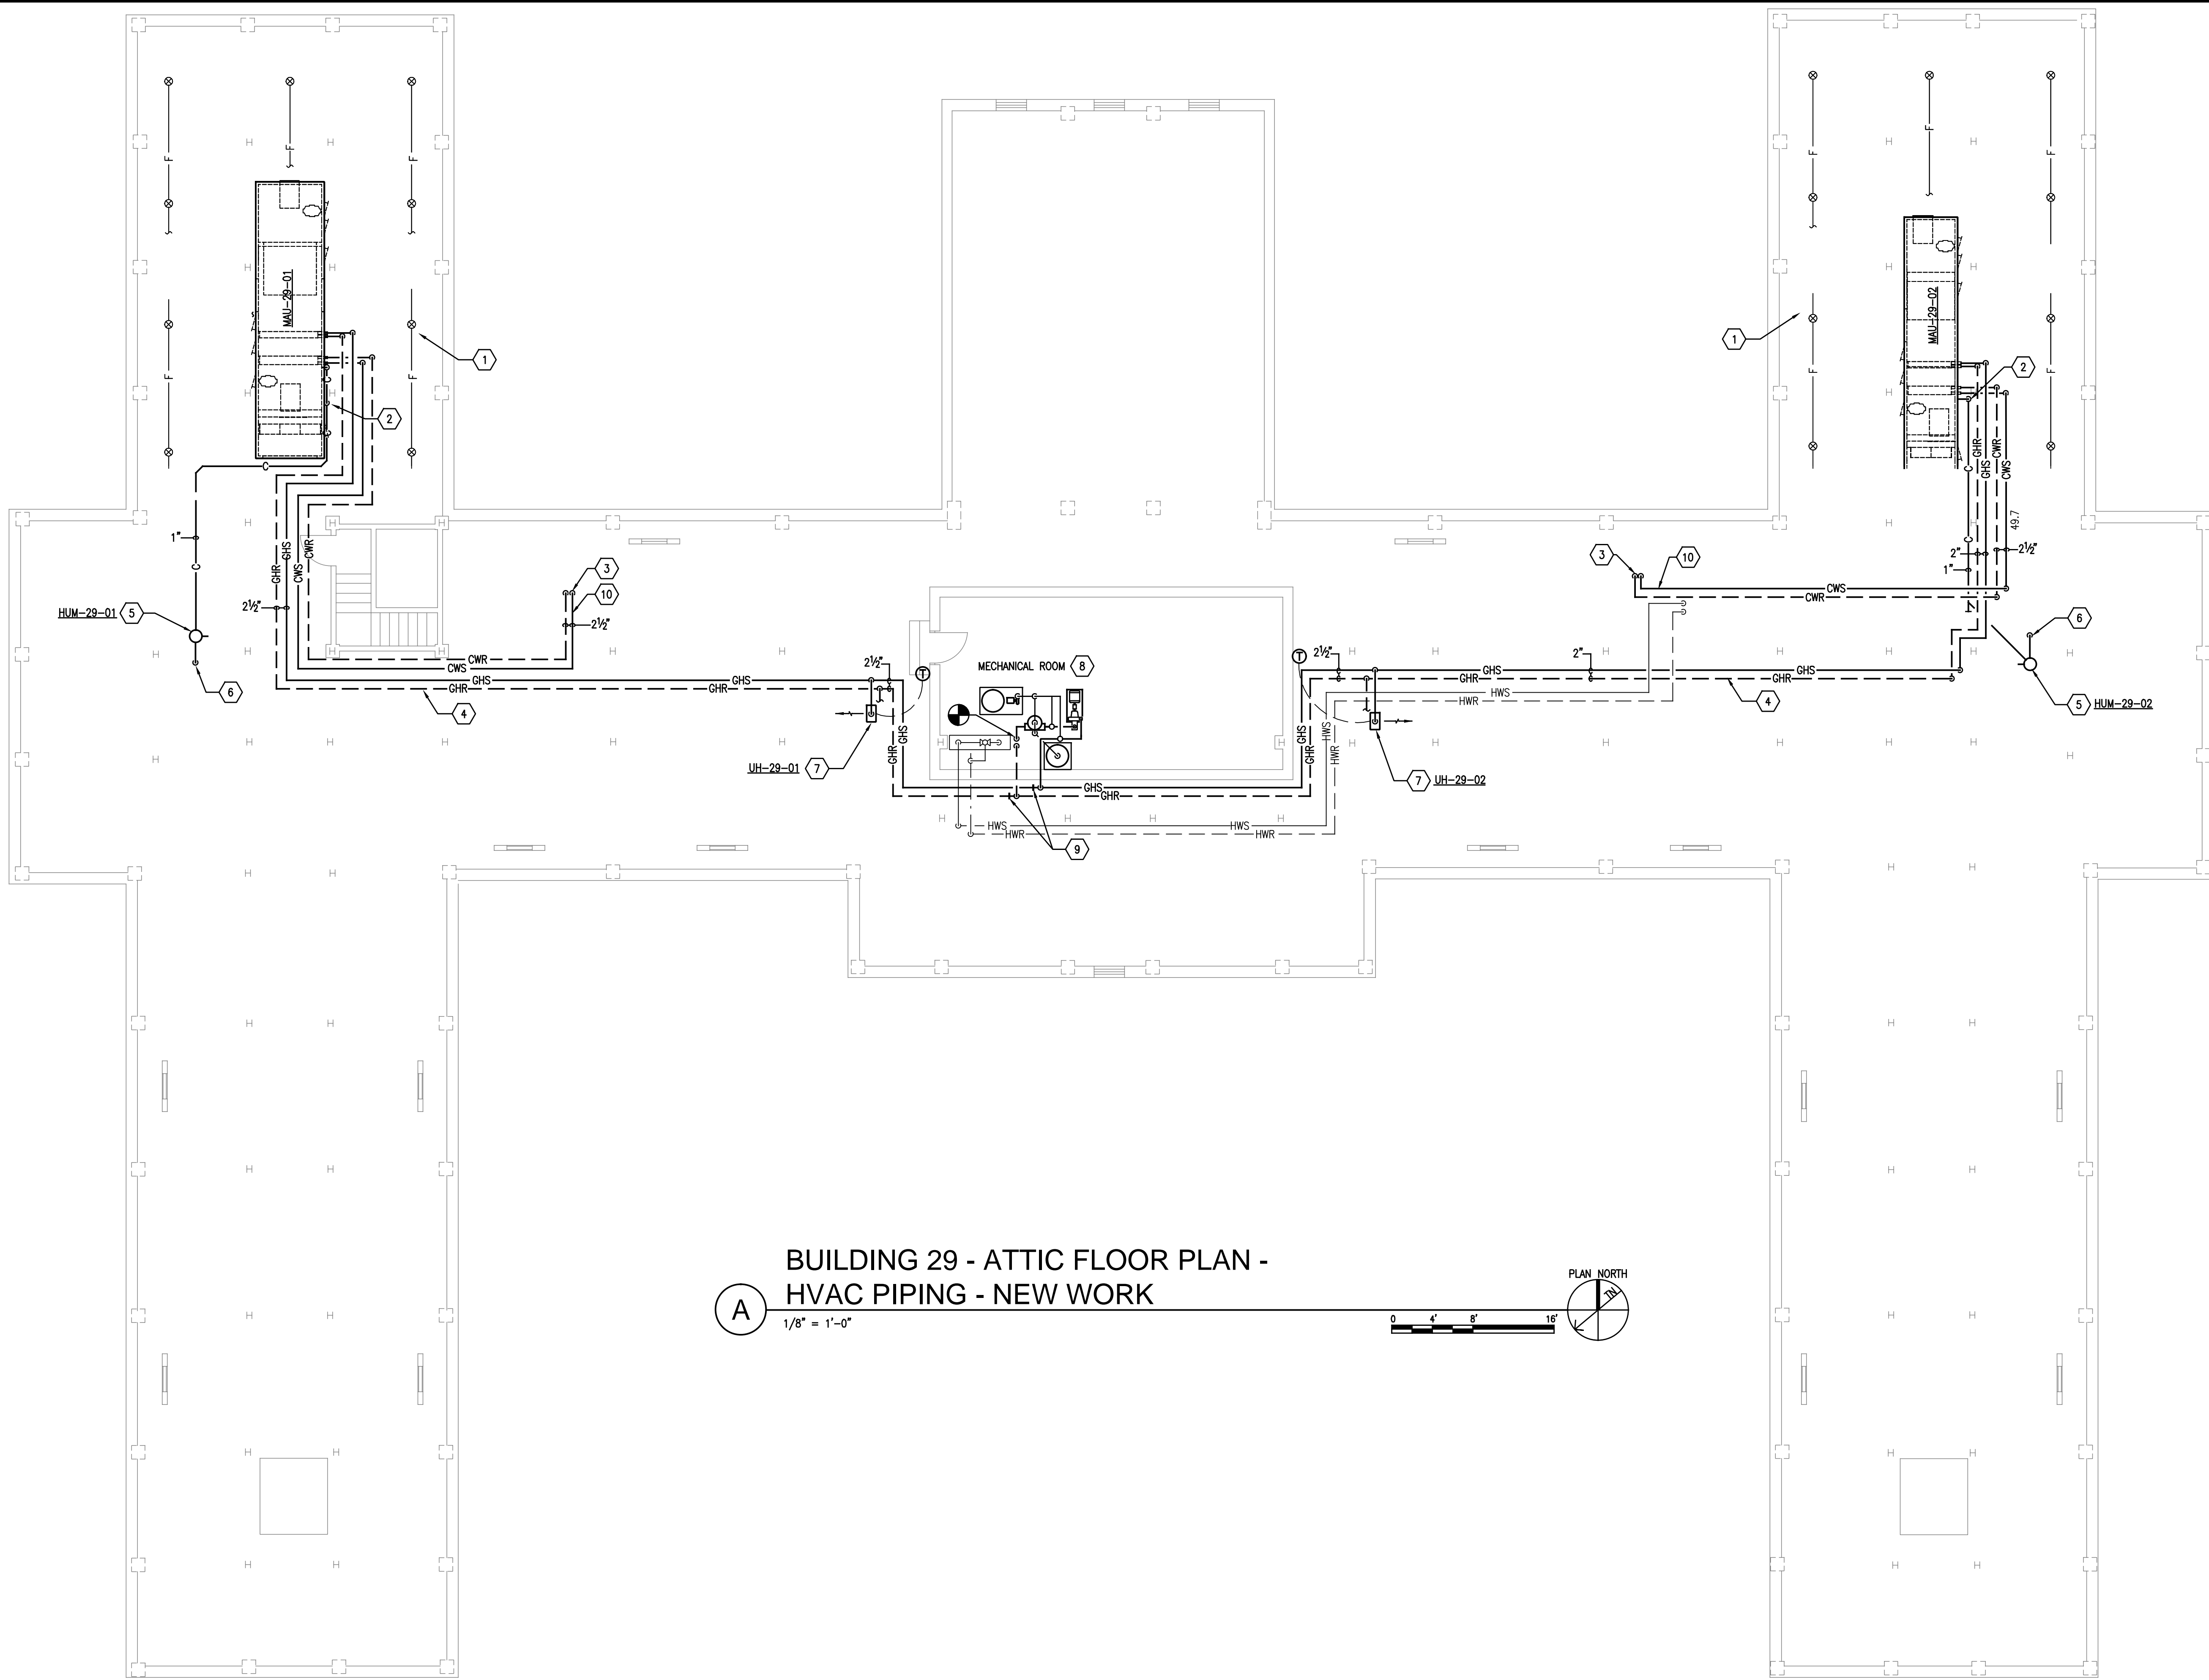 F
F
F
F
F
F
F
F
F
F
MAU-29-01
MAU-29-02
1
1
2
2
C
C
C
C
C
C
C
GHR
GHS
CWR
CWS
49.7
1"
GHR
GHS
CWS
CWR
2½"
3
10
2½"
3
10
2"
2½"
1"
CWS
CWR
HUM-29-01
5
6
CWR
CWS
GHS
GHS
GHR
GHR
4
2½"
T
MECHANICAL ROOM
8
T
2½"
2"
GHS
GHS
GHR
GHR
4
6
5
HUM-29-02
HWS
HWR
HWS
HWR
UH-29-01
7
GHS
GHR
GHS
GHR
GHS
GHR
7
UH-29-02
HWS
HWS
HWR
HWR
9
BUILDING 29 - ATTIC FLOOR PLAN -
HVAC PIPING - NEW WORK
A
1/8" = 1'-0"
0 4' 8' 16'
PLAN NORTH
TN